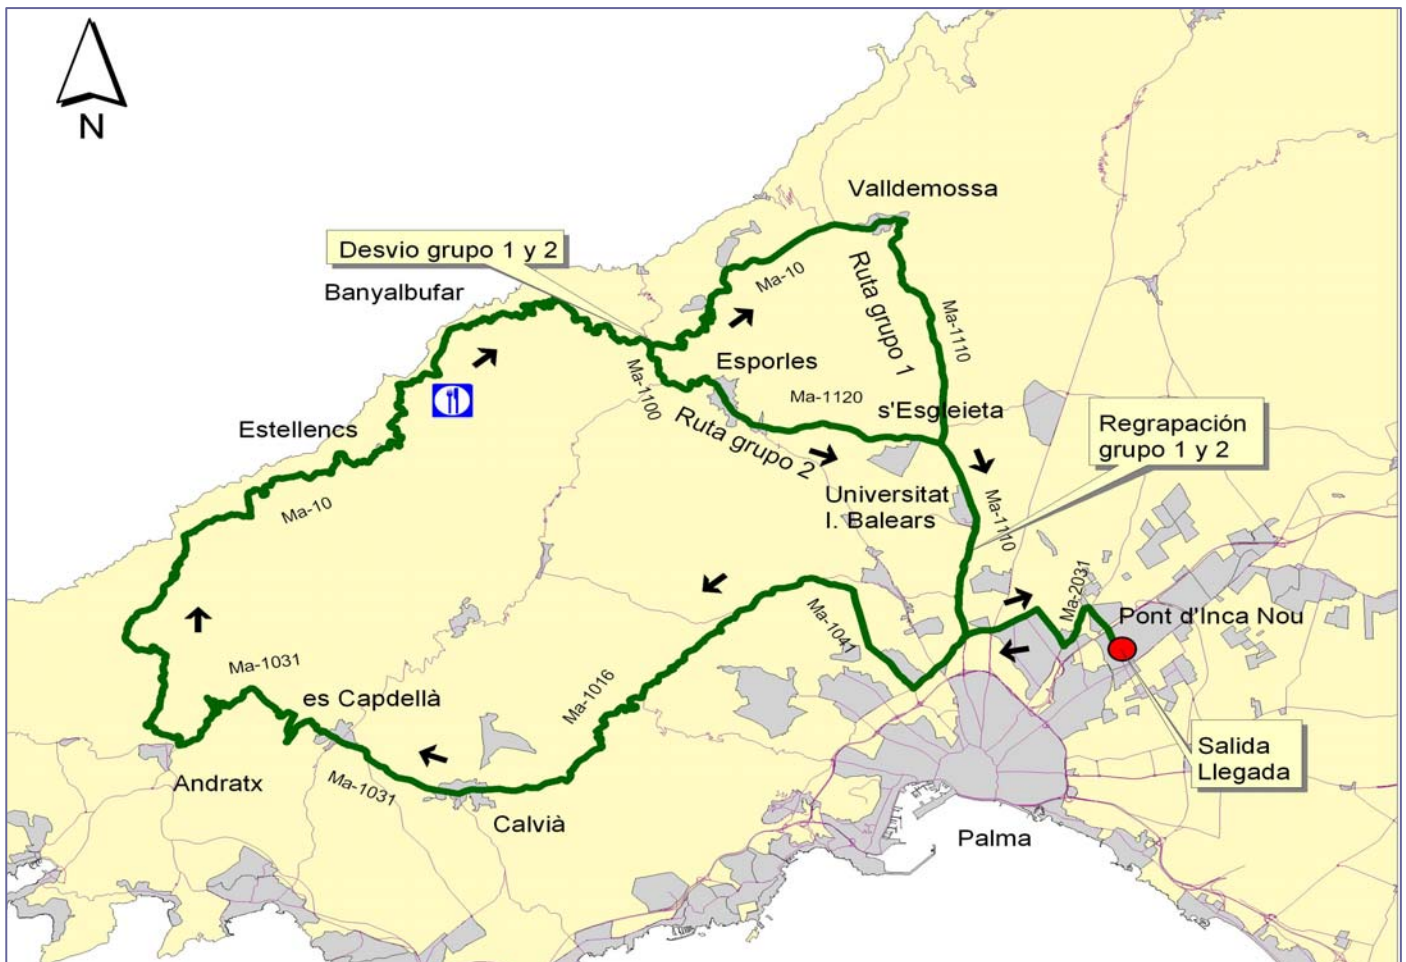 N
Valldemossa
Desvio grupo 1 y 2
Banyalbufar
Ma-10
Ruta grupo 1
Ma-1110
Esporles
Ma-1100
Ma-1120
s'Esgleieta
Ruta grupo 2
Estellencs
Regrapación
grupo 1 y 2
Universitat
I. Balears
Ma-1110
Ma-10
Ma-2031
Pont d'Inca Nou
Ma-1041
Ma-1031
es Capdellà
Ma-1016
Salida
Llegada
Andratx
Ma-1031
Calvià
Palma